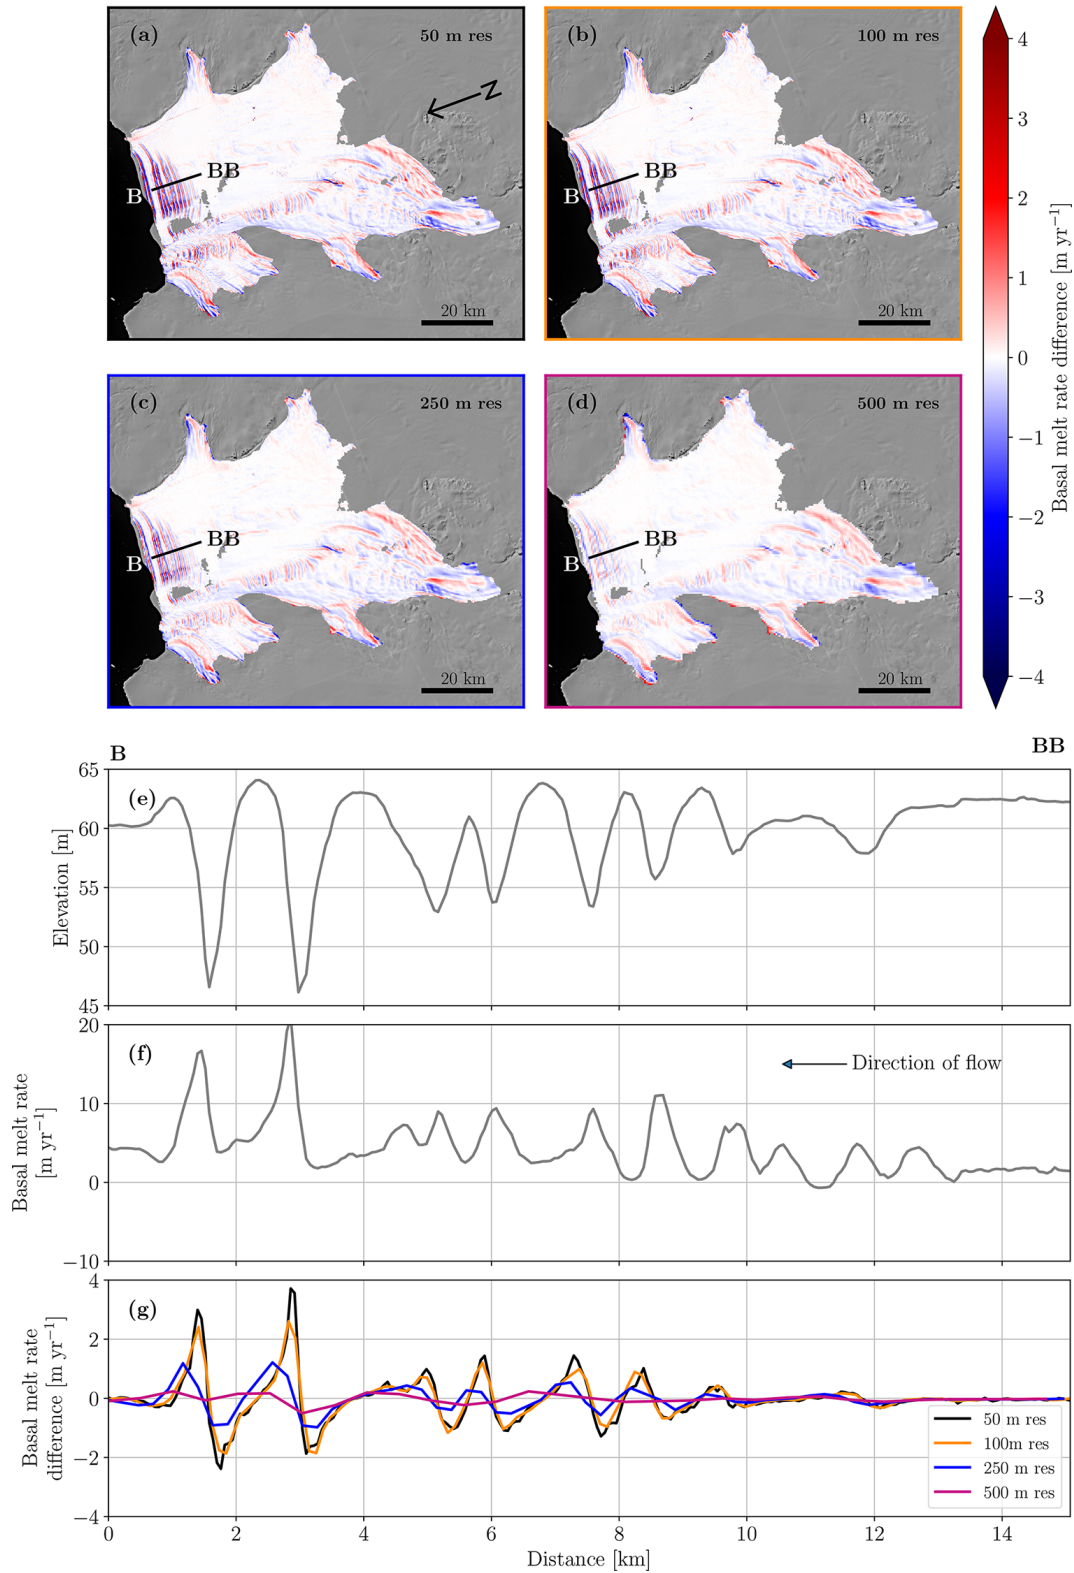 (a)
50 m res
N
B
BB
20 km
(b)
100 m res
B
BB
20 km
(c)
250 m res
B
BB
20 km
(d)
500 m res
B
BB
20 km
4
3
2
1
0
−1
−2
−3
−4
Basal melt rate difference [m yr⁻¹]
B
BB
(e)
65
60
55
50
45
Elevation [m]
(f)
20
10
0
−10
Basal melt rate
[m yr⁻¹]
Direction of flow
(g)
4
2
0
−2
−4
Basal melt rate
difference [m yr⁻¹]
50 m res
100m res
250 m res
500 m res
0 2 4 6 8 10 12 14
Distance [km]